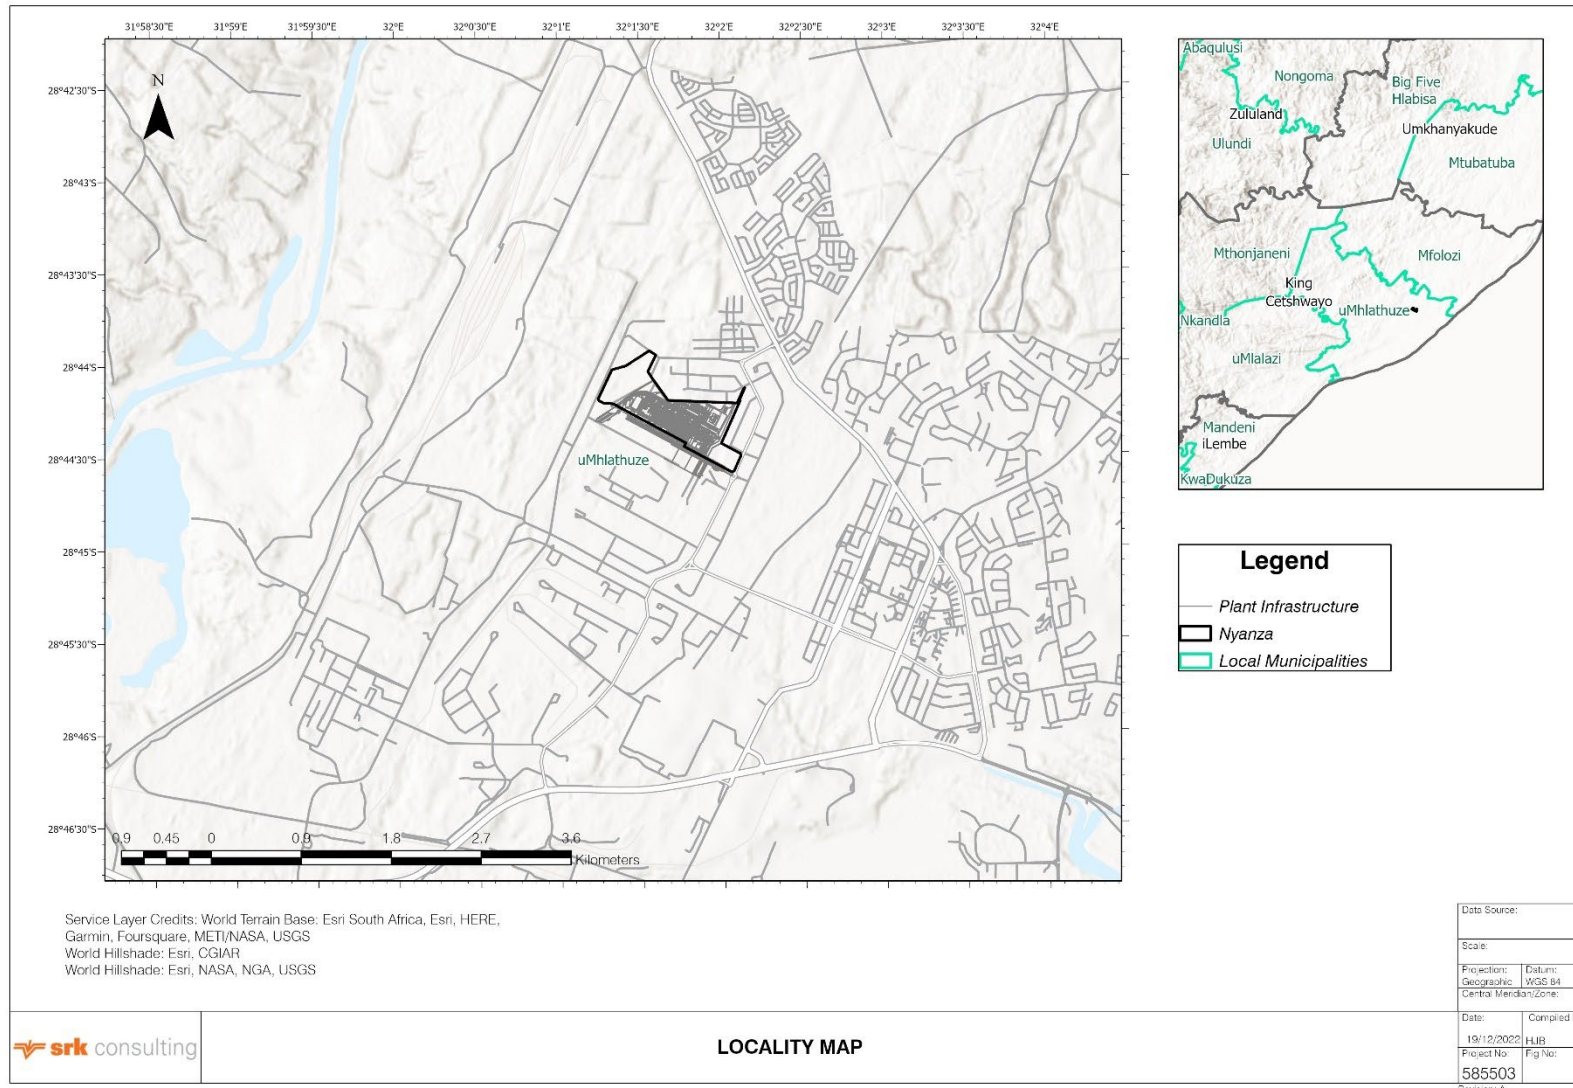 31°58'30"E 31°59'E 31°59'30"E 32°E 32°0'30"E 32°1'E 32°1'30"E 32°2'E 32°2'30"E 32°3'E 32°3'30"E 32°4'E
N
28°42'30"S
28°43'S
28°43'30"S
28°44'S
28°44'30"S
28°45'S
28°45'30"S
28°46'S
28°46'30"S
uMhlathuze
0.9 0.45 0 0.9 1.8 2.7 3.6
Kilometers
Abaqulusi
Nongoma
Big Five
Hlabisa
Zululand
Umkhanyakude
Ulundi
Mtubatuba
Mthonjaneni
Mfolozi
King
Cetshwayo
uMhlathuze
Nkandla
uMlalazi
Mandeni
iLembe
KwaDukuza
Legend
Plant Infrastructure
Nyanza
Local Municipalities
Service Layer Credits: World Terrain Base: Esri South Africa, Esri, HERE,
Garmin, Foursquare, METI/NASA, USGS
World Hillshade: Esri, CGIAR
World Hillshade: Esri, NASA, NGA, USGS
Data Source:
Scale:
Projection: Datum:
Geographic WGS 84
Central Meridian/Zone:
Date: Compiled
19/12/2022 HJB
Project No: Fig No:
585503
srk consulting
LOCALITY MAP